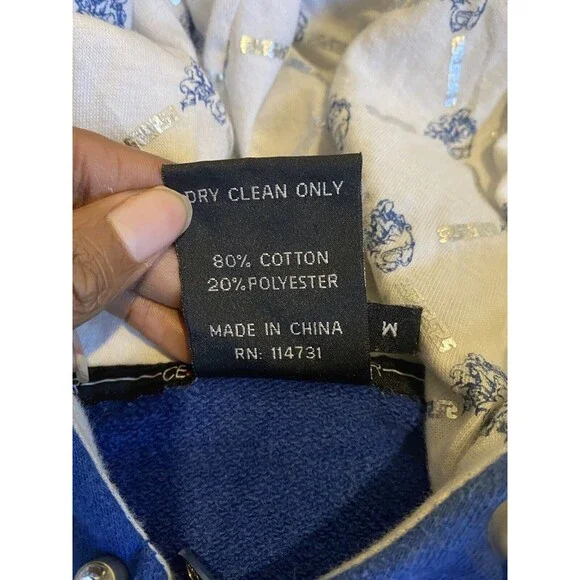 DRY CLEAN ONLY
80% COTTON
20%POLYESTER
MADE IN CHINA
RN: 114731
M